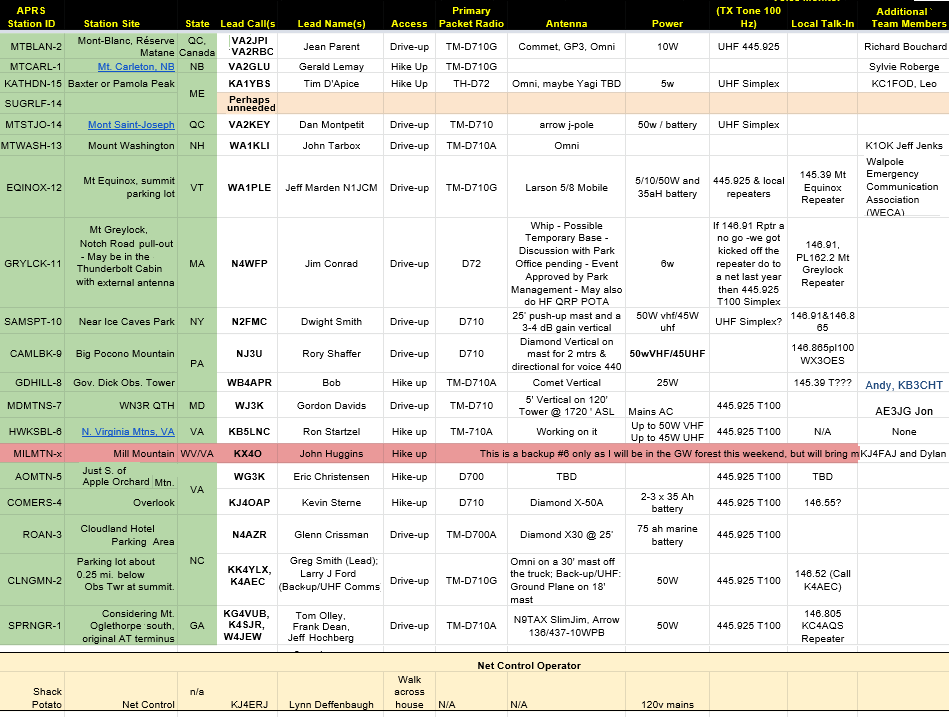 APRS Station ID Station Site State Lead Call(s Lead Name(s) Access Primary Packet Radio Antenna Power (TX Tone 100 Hz) Local Talk-In Additional` Team Members
MTBLAN-2 Mont-Blanc, Réserve Matane QC, Canada VA2JPI VA2RBC Jean Parent Drive-up TM-D710G Commet, GP3, Omni 10W UHF 445.925 Richard Bouchard
MTCARL-1 Mt. Carleton, NB NB VA2GLU Gerald Lemay Drive-up TM-D710G Sylvie Roberge
KATHDN-15 Baxter or Pamola Peak ME KA1YBS Tim D'Apice Hike Up TH-D72 Omni, maybe Yagi TBD 5w UHF Simplex KC1FOD, Leo
SUGRLF-14 Perhaps unneeded
MTSTJO-14 Mont Saint-Joseph QC VA2KEY Dan Montpetit Drive-up TM-D710 arrow j-pole 50w / battery UHF Simplex
MTWASH-13 Mount Washington NH WA1KLI John Tarbox Drive-up TM-D710A Omni K1OK Jeff Jenks
EQINOX-12 Mt Equinox, summit parking lot VT WA1PLE Jeff Marden N1JCM Drive-up TM-D710G Larson 5/8 Mobile 5/10/50W and 35aH battery 445.925 & local repeaters 145.39 Mt Equinox Repeater Walpole Emergency Communication Association (WECA)
GRYLCK-11 Mt Greylock, Notch Road pull-out - May be in the Thunderbolt Cabin with external antenna MA N4WFP Jim Conrad Drive-up D72 Whip - Possible Temporary Base - Discussion with Park Office pending - Event Approved by Park Management - May also do HF QRP POTA 6w If 146.91 Rptr a no go -we got kicked off the repeater do to a net last year then 445.925 T100 Simplex 146.91, PL162.2 Mt Greylock Repeater
SAMSPT-10 Near Ice Caves Park NY N2FMC Dwight Smith Drive-up D710 25' push-up mast and a 3-4 dB gain vertical 50W vhf/45W uhf UHF Simplex? 146.91&146.8 65
CAMLBK-9 Big Pocono Mountain PA NJ3U Rory Shaffer Drive-up D710 Diamond Vertical on mast for 2 mtrs & directional for voice 440 50wVHF/45UHF 146.865pl100 WX3OES
GDHILL-8 Gov. Dick Obs. Tower WB4APR Bob Hike up TM-D710A Comet Vertical 25W 145.39 T??? Andy, KB3CHT
MDMTNS-7 WN3R QTH MD WJ3K Gordon Davids Drive-up TM-D710 5' Vertical on 120' Tower @ 1720 ' ASL Mains AC 445.925 T100 AE3JG Jon
HWKSBL-6 N. Virginia Mtns, VA VA KB5LNC Ron Startzel Hike up TM-710A Working on it Up to 50W VHF Up to 45W UHF 445.925 T100 N/A None
MILMTN-x Mill Mountain WV/VA KX4O John Huggins Hike up This is a backup #6 only as I will be in the GW forest this weekend, but will bring m KJ4FAJ and Dylan
AOMTN-5 Just S. of Apple Orchard Mtn. VA WG3K Eric Christensen Hike-up D700 TBD 445.925 T100 TBD
COMERS-4 Overlook KJ4OAP Kevin Sterne Hike-up D710 Diamond X-50A 2-3 x 35 Ah battery 445.925 T100 146.55?
ROAN-3 Cloudland Hotel Parking Area NC N4AZR Glenn Crissman Drive-up TM-D700A Diamond X30 @ 25' 75 ah marine battery 445.925 T100
CLNGMN-2 Parking lot about 0.25 mi. below Obs Twr at summit. KK4YLX, K4AEC Greg Smith (Lead); Larry J Ford (Back-up/UHF Comms Drive-up TM-D710G Omni on a 30' mast off the truck; Back-up/UHF: Ground Plane on 18' mast 50W 445.925 T100 146.52 (Call K4AEC)
SPRNGR-1 Considering Mt. Oglethorpe south, original AT terminus GA KG4VUB, K4SJR, W4JEW Tom Olley, Frank Dean, Jeff Hochberg Drive-up TM-D710A N9TAX SlimJim, Arrow 136/437-10WPB 50W 445.925 T100 146.805 KC4AQS Repeater
Net Control Operator
Shack Potato Net Control n/a KJ4ERJ Lynn Deffenbaugh Walk across house N/A N/A 120v mains